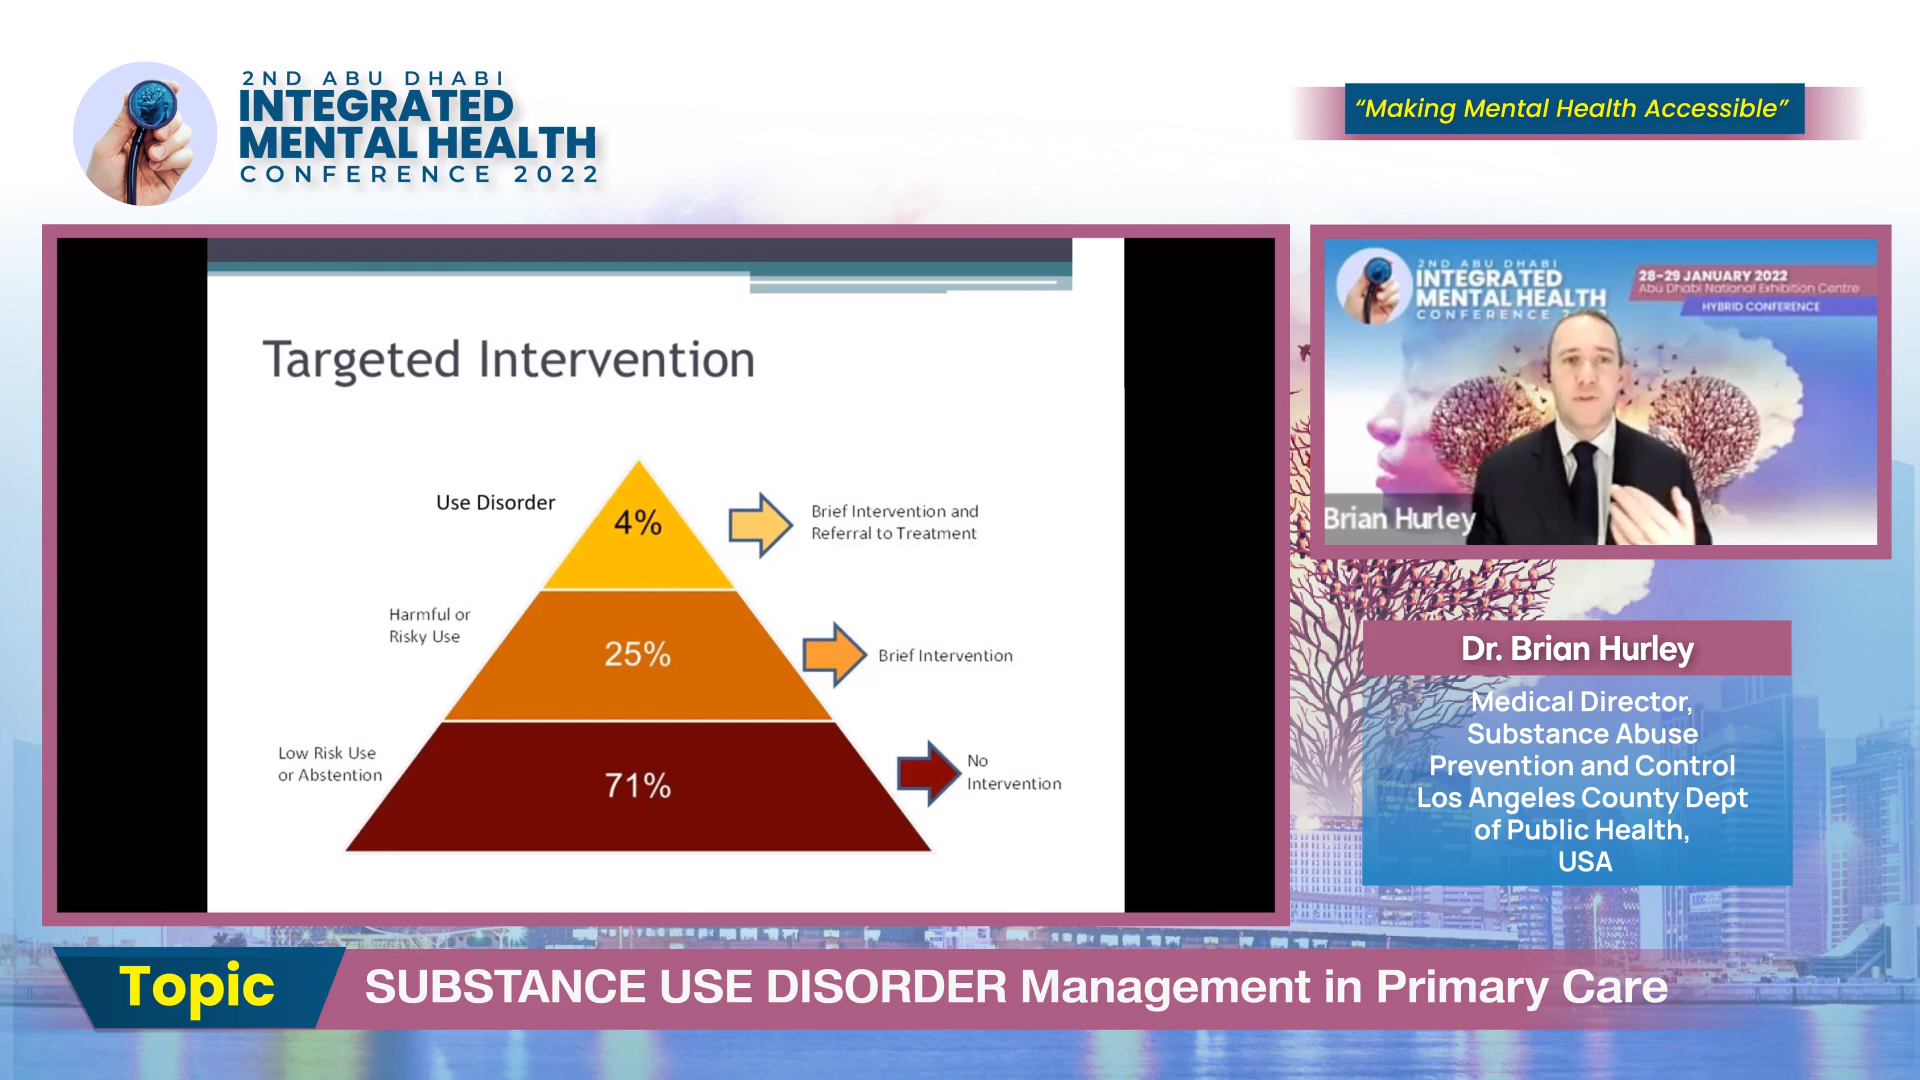 2ND ABU DHABI
INTEGRATED
MENTAL HEALTH
CONFERENCE 2022
“Making Mental Health Accessible”
Targeted Intervention
Use Disorder
4%
Brief Intervention and
Referral to Treatment
Harmful or
Risky Use
25%
Brief Intervention
Low Risk Use
or Abstention
71%
No
Intervention
2ND ABU DHABI
INTEGRATED
MENTAL HEALTH
CONFERENCE
28-29 JANUARY 2022
Abu Dhabi National Exhibition Centre
HYBRID CONFERENCE
Brian Hurley
Dr. Brian Hurley
Medical Director,
Substance Abuse
Prevention and Control
Los Angeles County Dept
of Public Health,
USA
Topic
SUBSTANCE USE DISORDER Management in Primary Care